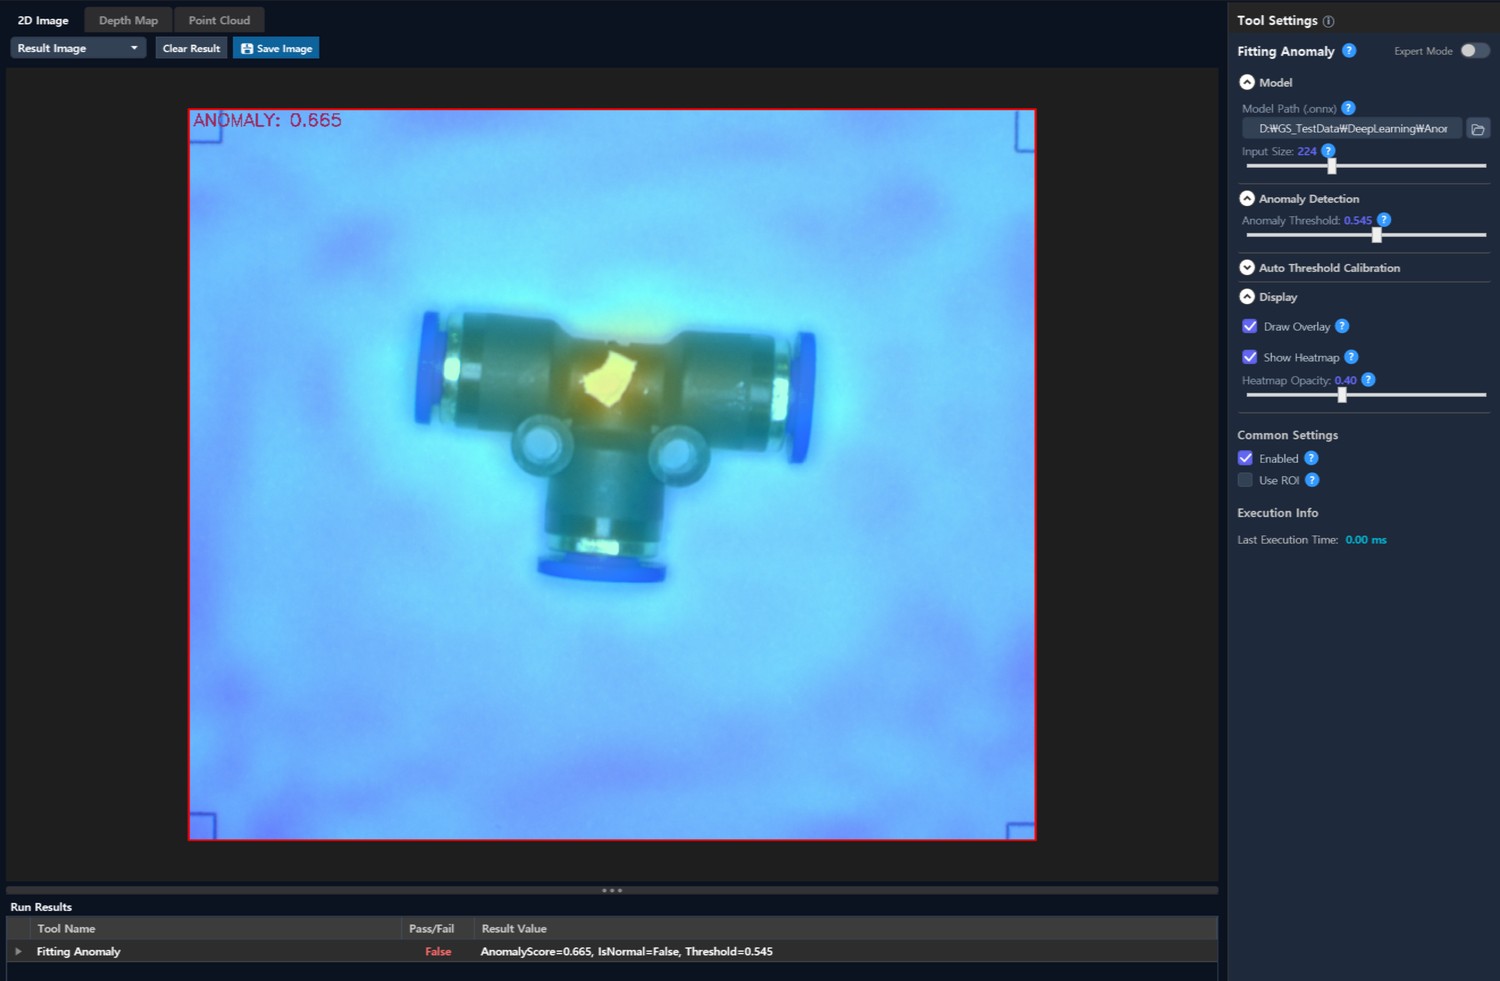 2D Image
Depth Map
Point Cloud
Result Image
Clear Result
Save Image
ANOMALY: 0.665
Run Results
Tool Name Pass/Fail Result Value
Fitting Anomaly False AnomalyScore=0.665, IsNormal=False, Threshold=0.545
Tool Settings
Fitting Anomaly
Expert Mode
Model
Model Path (.onnx)
D:₩GS_TestData₩DeepLearning₩Anor
Input Size: 224
Anomaly Detection
Anomaly Threshold: 0.545
Auto Threshold Calibration
Display
Draw Overlay
Show Heatmap
Heatmap Opacity: 0.40
Common Settings
Enabled
Use ROI
Execution Info
Last Execution Time: 0.00 ms